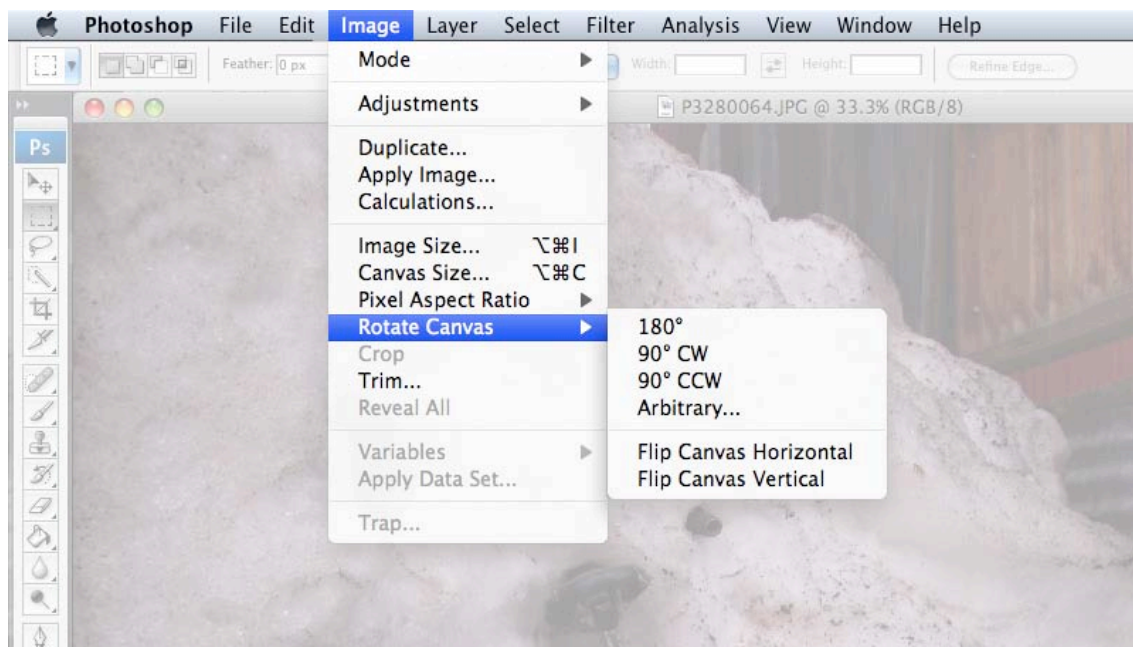 Photoshop File Edit Image Layer Select Filter Analysis View Window Help
Feather: 0 px Width: Height: Refine Edge...
P3280064.JPG @ 33.3% (RGB/8)
Ps
Mode
Adjustments
Duplicate...
Apply Image...
Calculations...
Image Size... ⌥⌘I
Canvas Size... ⌥⌘C
Pixel Aspect Ratio
Rotate Canvas
Crop
Trim...
Reveal All
Variables
Apply Data Set...
Trap...
180°
90° CW
90° CCW
Arbitrary...
Flip Canvas Horizontal
Flip Canvas Vertical